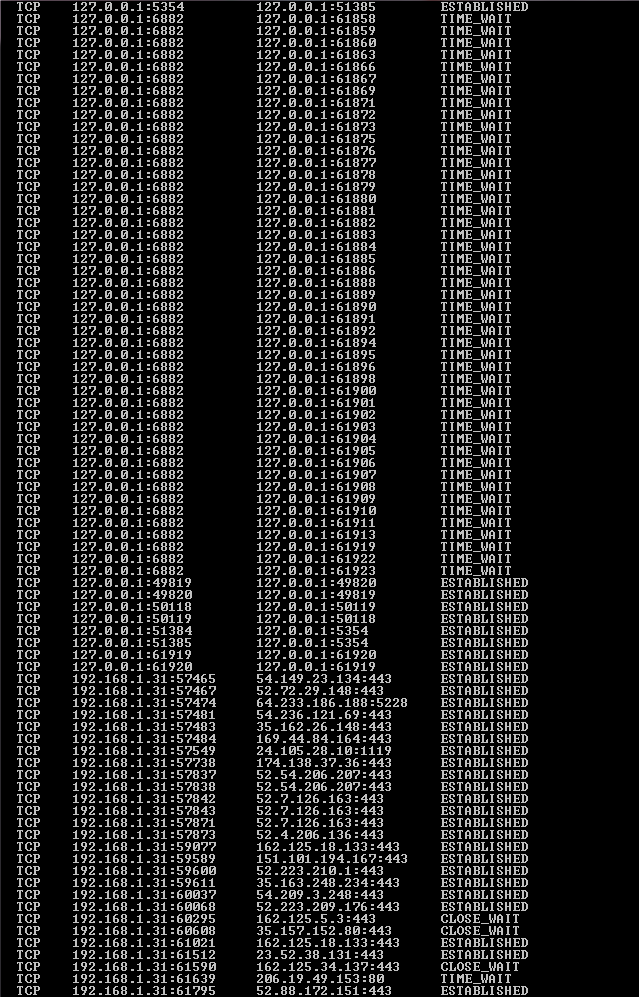 TCP 127.0.0.1:5354 127.0.0.1:51385 ESTABLISHED
TCP 127.0.0.1:6882 127.0.0.1:61858 TIME_WAIT
TCP 127.0.0.1:6882 127.0.0.1:61859 TIME_WAIT
TCP 127.0.0.1:6882 127.0.0.1:61860 TIME_WAIT
TCP 127.0.0.1:6882 127.0.0.1:61863 TIME_WAIT
TCP 127.0.0.1:6882 127.0.0.1:61866 TIME_WAIT
TCP 127.0.0.1:6882 127.0.0.1:61867 TIME_WAIT
TCP 127.0.0.1:6882 127.0.0.1:61869 TIME_WAIT
TCP 127.0.0.1:6882 127.0.0.1:61871 TIME_WAIT
TCP 127.0.0.1:6882 127.0.0.1:61872 TIME_WAIT
TCP 127.0.0.1:6882 127.0.0.1:61873 TIME_WAIT
TCP 127.0.0.1:6882 127.0.0.1:61875 TIME_WAIT
TCP 127.0.0.1:6882 127.0.0.1:61876 TIME_WAIT
TCP 127.0.0.1:6882 127.0.0.1:61877 TIME_WAIT
TCP 127.0.0.1:6882 127.0.0.1:61878 TIME_WAIT
TCP 127.0.0.1:6882 127.0.0.1:61879 TIME_WAIT
TCP 127.0.0.1:6882 127.0.0.1:61880 TIME_WAIT
TCP 127.0.0.1:6882 127.0.0.1:61881 TIME_WAIT
TCP 127.0.0.1:6882 127.0.0.1:61882 TIME_WAIT
TCP 127.0.0.1:6882 127.0.0.1:61883 TIME_WAIT
TCP 127.0.0.1:6882 127.0.0.1:61884 TIME_WAIT
TCP 127.0.0.1:6882 127.0.0.1:61885 TIME_WAIT
TCP 127.0.0.1:6882 127.0.0.1:61886 TIME_WAIT
TCP 127.0.0.1:6882 127.0.0.1:61888 TIME_WAIT
TCP 127.0.0.1:6882 127.0.0.1:61889 TIME_WAIT
TCP 127.0.0.1:6882 127.0.0.1:61890 TIME_WAIT
TCP 127.0.0.1:6882 127.0.0.1:61891 TIME_WAIT
TCP 127.0.0.1:6882 127.0.0.1:61892 TIME_WAIT
TCP 127.0.0.1:6882 127.0.0.1:61894 TIME_WAIT
TCP 127.0.0.1:6882 127.0.0.1:61895 TIME_WAIT
TCP 127.0.0.1:6882 127.0.0.1:61896 TIME_WAIT
TCP 127.0.0.1:6882 127.0.0.1:61898 TIME_WAIT
TCP 127.0.0.1:6882 127.0.0.1:61900 TIME_WAIT
TCP 127.0.0.1:6882 127.0.0.1:61901 TIME_WAIT
TCP 127.0.0.1:6882 127.0.0.1:61902 TIME_WAIT
TCP 127.0.0.1:6882 127.0.0.1:61903 TIME_WAIT
TCP 127.0.0.1:6882 127.0.0.1:61904 TIME_WAIT
TCP 127.0.0.1:6882 127.0.0.1:61905 TIME_WAIT
TCP 127.0.0.1:6882 127.0.0.1:61906 TIME_WAIT
TCP 127.0.0.1:6882 127.0.0.1:61907 TIME_WAIT
TCP 127.0.0.1:6882 127.0.0.1:61908 TIME_WAIT
TCP 127.0.0.1:6882 127.0.0.1:61909 TIME_WAIT
TCP 127.0.0.1:6882 127.0.0.1:61910 TIME_WAIT
TCP 127.0.0.1:6882 127.0.0.1:61911 TIME_WAIT
TCP 127.0.0.1:6882 127.0.0.1:61913 TIME_WAIT
TCP 127.0.0.1:6882 127.0.0.1:61919 TIME_WAIT
TCP 127.0.0.1:6882 127.0.0.1:61922 TIME_WAIT
TCP 127.0.0.1:6882 127.0.0.1:61923 TIME_WAIT
TCP 127.0.0.1:49819 127.0.0.1:49820 ESTABLISHED
TCP 127.0.0.1:49820 127.0.0.1:49819 ESTABLISHED
TCP 127.0.0.1:50118 127.0.0.1:50119 ESTABLISHED
TCP 127.0.0.1:50119 127.0.0.1:50118 ESTABLISHED
TCP 127.0.0.1:51384 127.0.0.1:5354 ESTABLISHED
TCP 127.0.0.1:51385 127.0.0.1:5354 ESTABLISHED
TCP 127.0.0.1:61919 127.0.0.1:61920 ESTABLISHED
TCP 127.0.0.1:61920 127.0.0.1:61919 ESTABLISHED
TCP 192.168.1.31:57465 54.149.23.134:443 ESTABLISHED
TCP 192.168.1.31:57467 52.72.29.148:443 ESTABLISHED
TCP 192.168.1.31:57474 64.233.186.188:5228 ESTABLISHED
TCP 192.168.1.31:57481 54.236.121.69:443 ESTABLISHED
TCP 192.168.1.31:57483 35.162.26.148:443 ESTABLISHED
TCP 192.168.1.31:57484 169.44.84.164:443 ESTABLISHED
TCP 192.168.1.31:57549 24.105.28.10:1119 ESTABLISHED
TCP 192.168.1.31:57738 174.138.37.36:443 ESTABLISHED
TCP 192.168.1.31:57837 52.54.206.207:443 ESTABLISHED
TCP 192.168.1.31:57838 52.54.206.207:443 ESTABLISHED
TCP 192.168.1.31:57842 52.7.126.163:443 ESTABLISHED
TCP 192.168.1.31:57843 52.7.126.163:443 ESTABLISHED
TCP 192.168.1.31:57871 52.7.126.163:443 ESTABLISHED
TCP 192.168.1.31:57873 52.4.206.136:443 ESTABLISHED
TCP 192.168.1.31:59077 162.125.18.133:443 ESTABLISHED
TCP 192.168.1.31:59589 151.101.194.167:443 ESTABLISHED
TCP 192.168.1.31:59600 52.223.210.1:443 ESTABLISHED
TCP 192.168.1.31:59611 35.163.248.234:443 ESTABLISHED
TCP 192.168.1.31:60037 54.209.3.248:443 ESTABLISHED
TCP 192.168.1.31:60068 52.223.209.176:443 ESTABLISHED
TCP 192.168.1.31:60295 162.125.5.3:443 CLOSE_WAIT
TCP 192.168.1.31:60608 35.157.152.80:443 CLOSE_WAIT
TCP 192.168.1.31:61021 162.125.18.133:443 ESTABLISHED
TCP 192.168.1.31:61512 23.52.38.131:443 ESTABLISHED
TCP 192.168.1.31:61590 162.125.34.137:443 CLOSE_WAIT
TCP 192.168.1.31:61639 206.19.49.153:80 TIME_WAIT
TCP 192.168.1.31:61795 52.88.172.151:443 ESTABLISHED